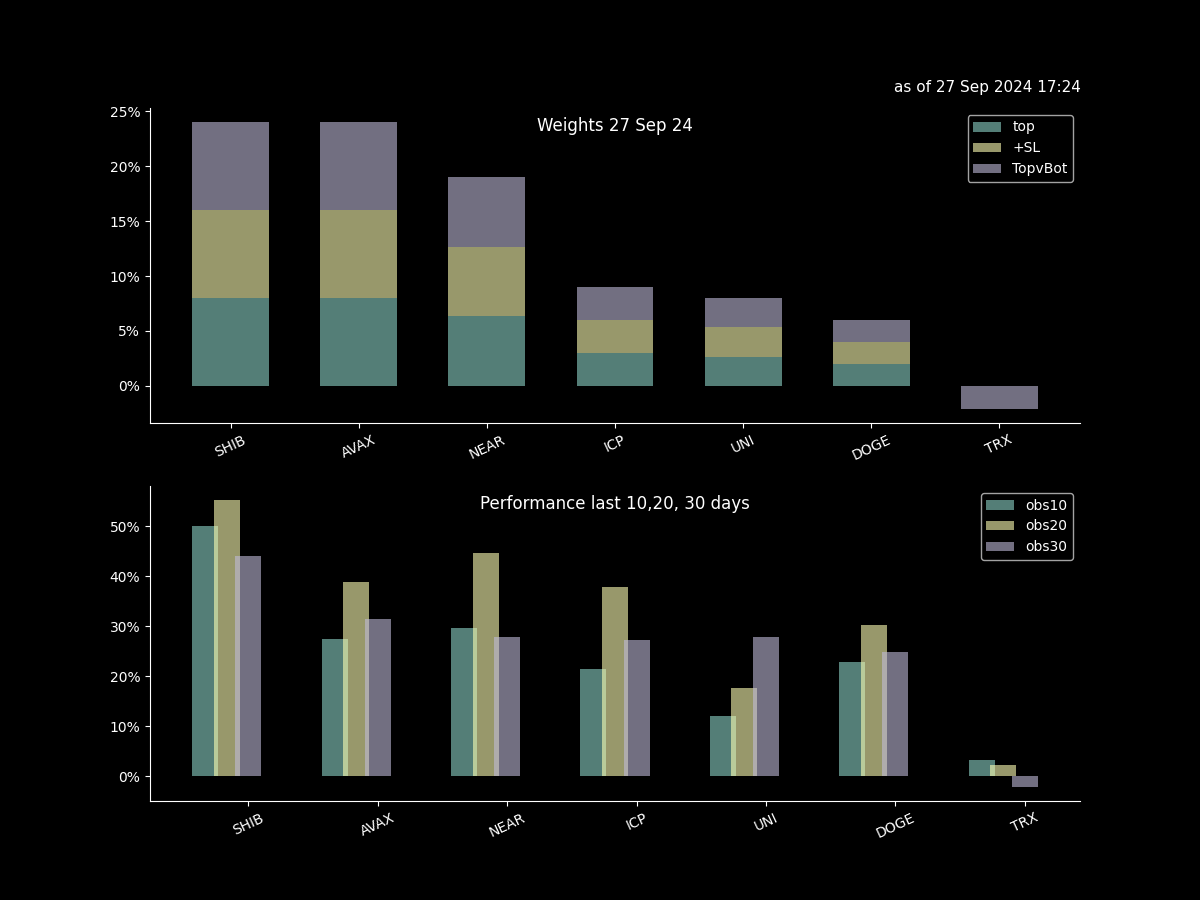 as of 27 Sep 2024 17:24
Weights 27 Sep 24
top
+SL
TopvBot
25%
20%
15%
10%
5%
0%
SHIB AVAX NEAR ICP UNI DOGE TRX
Performance last 10,20, 30 days
obs10
obs20
obs30
50%
40%
30%
20%
10%
0%
SHIB AVAX NEAR ICP UNI DOGE TRX